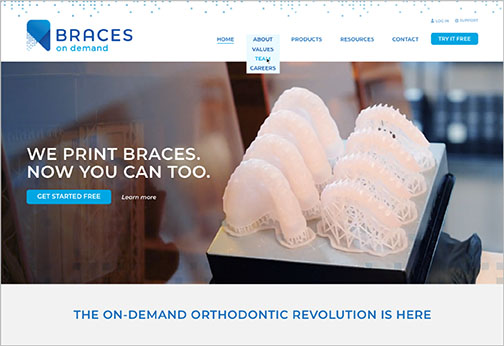 BRACES
on demand
LOG IN
SUPPORT
HOME
ABOUT
PRODUCTS
RESOURCES
CONTACT
TRY IT FREE
VALUES
TEAM
CAREERS
WE PRINT BRACES.
NOW YOU CAN TOO.
GET STARTED FREE
Learn more
THE ON-DEMAND ORTHODONTIC REVOLUTION IS HERE